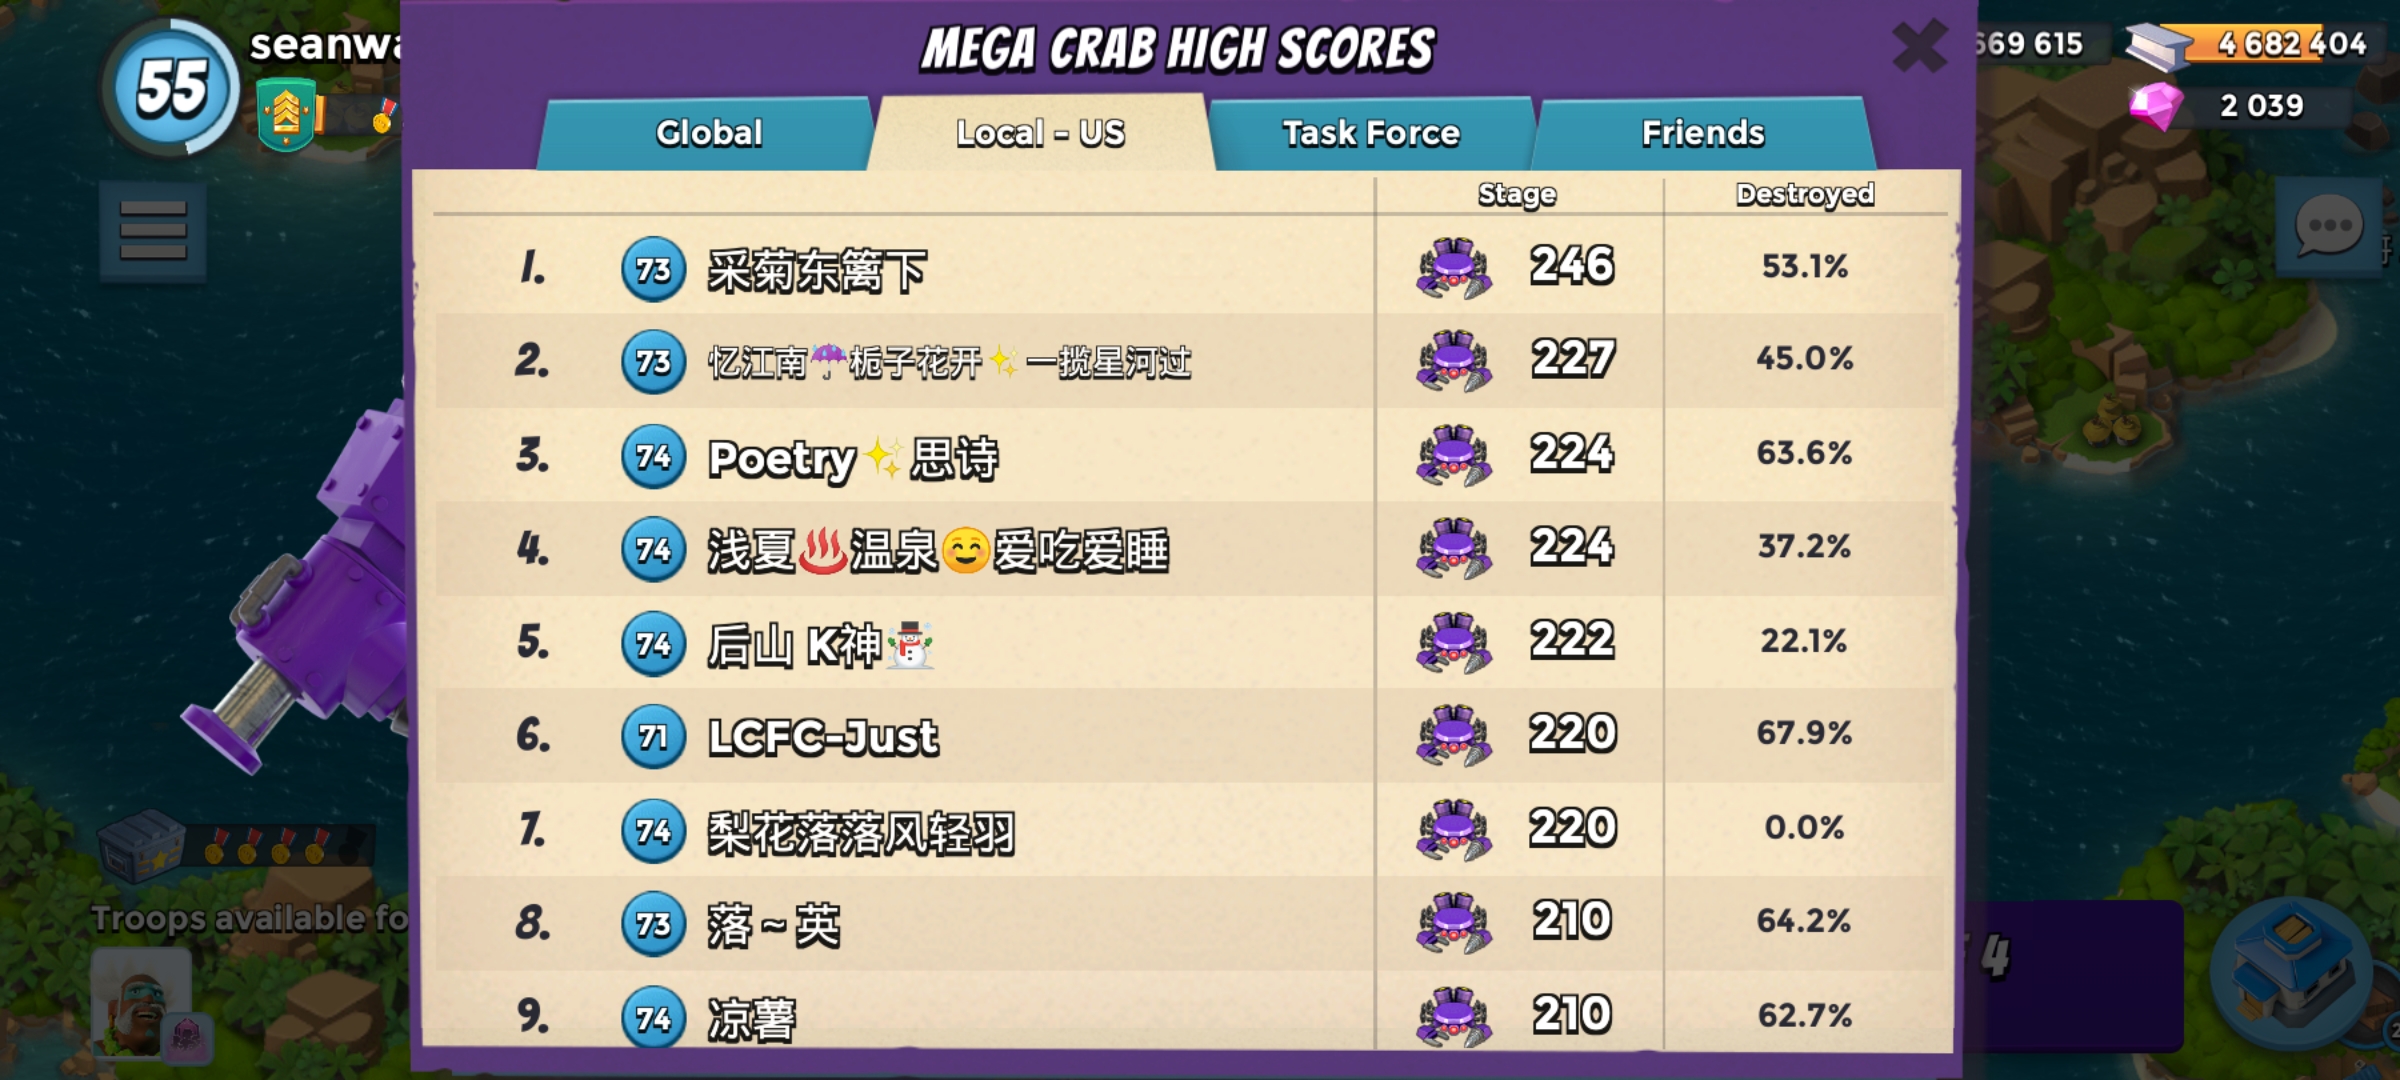 MEGA CRAB HIGH SCORES
55
4 682 404
2 039
Global
Local - US
Task Force
Friends
Stage
Destroyed
1. 73 采菊东篱下 246 53.1%
2. 73 忆江南☂栀子花开✨一揽星河过 227 45.0%
3. 74 Poetry✨思诗 224 63.6%
4. 74 浅夏♨温泉☺爱吃爱睡 224 37.2%
5. 74 后山 K神☃ 222 22.1%
6. 71 LCFC-Just 220 67.9%
7. 74 梨花落落风轻羽 220 0.0%
8. 73 落~英 210 64.2%
9. 74 凉薯 210 62.7%
Troops available
4